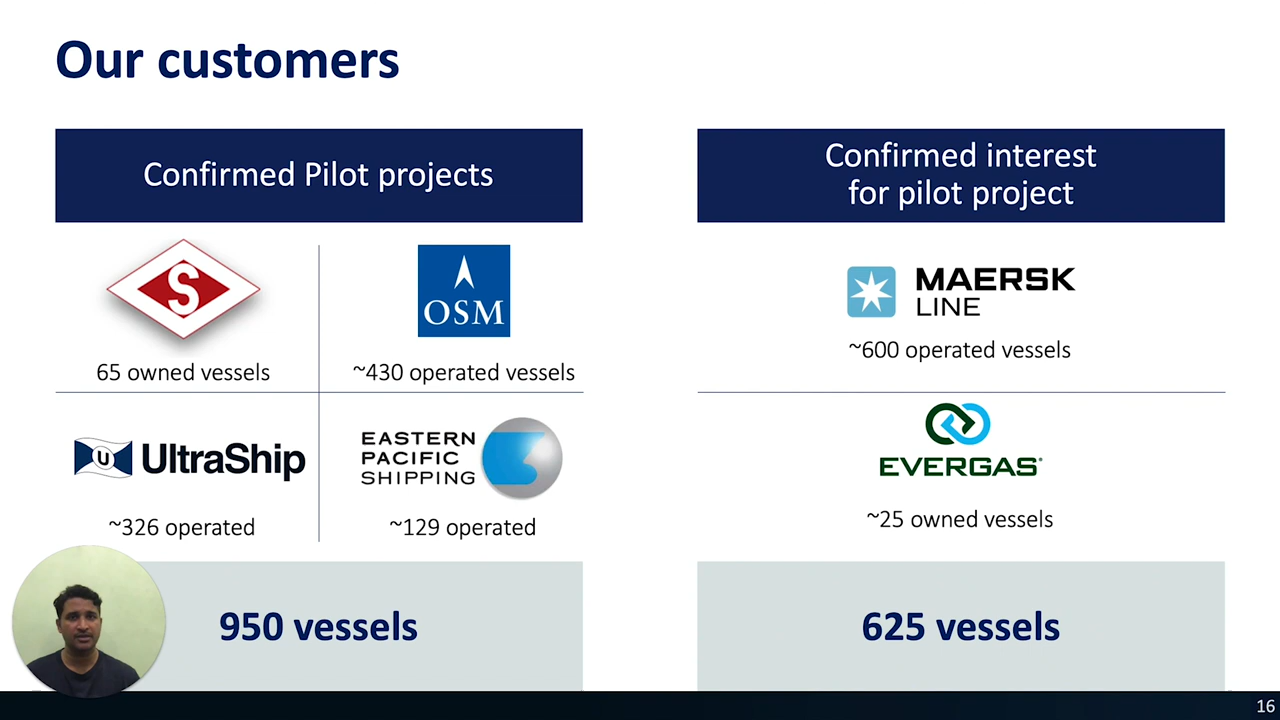 Our customers
Confirmed Pilot projects
S
65 owned vessels
OSM
~430 operated vessels
U UltraShip
~326 operated
EASTERN
PACIFIC
SHIPPING
~129 operated
950 vessels
Confirmed interest
for pilot project
MAERSK
LINE
~600 operated vessels
EVERGAS
~25 owned vessels
625 vessels
16